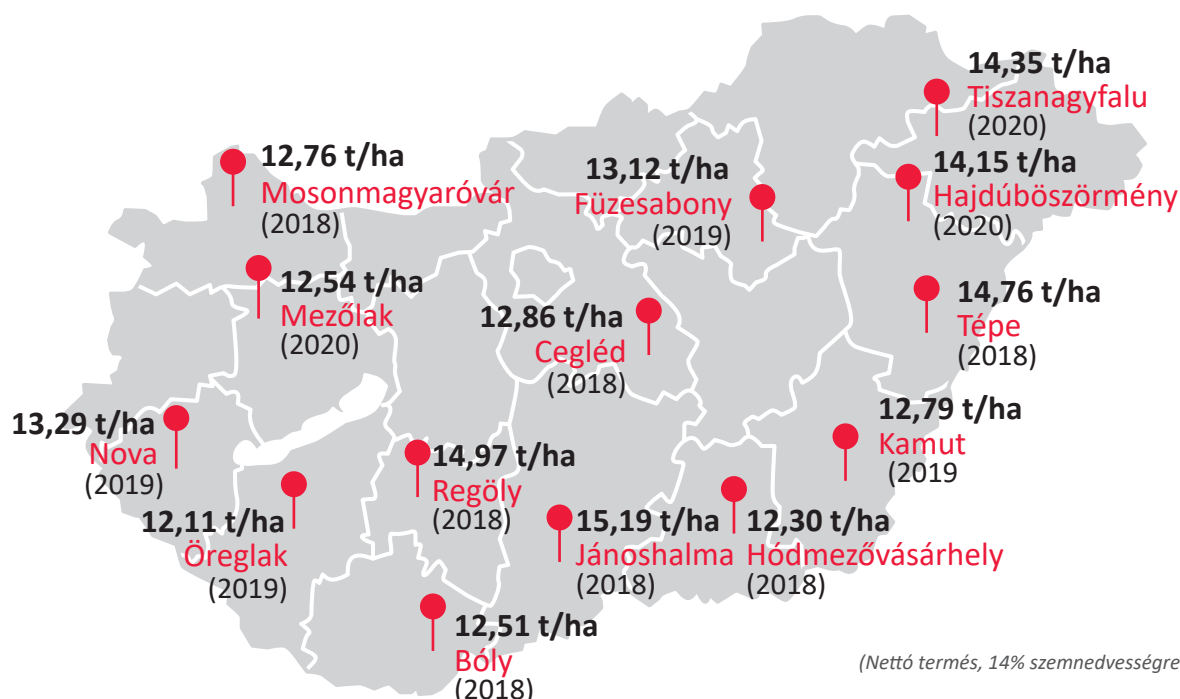 14,35 t/ha
Tiszanagyfalu
(2020)
12,76 t/ha
Mosonmagyaróvár
(2018)
13,12 t/ha
Füzesabony
(2019)
14,15 t/ha
Hajdúböszörmény
(2020)
12,54 t/ha
Mezőlak
(2020)
12,86 t/ha
Cegléd
(2018)
14,76 t/ha
Tépe
(2018)
13,29 t/ha
Nova
(2019)
12,79 t/ha
Kamut
(2019
14,97 t/ha
Regöly
(2018)
12,11 t/ha
Öreglak
(2019)
15,19 t/ha
Jánoshalma
(2018)
12,30 t/ha
Hódmezővásárhely
(2018)
12,51 t/ha
Bóly
(2018)
(Nettó termés, 14% szemnedvességre